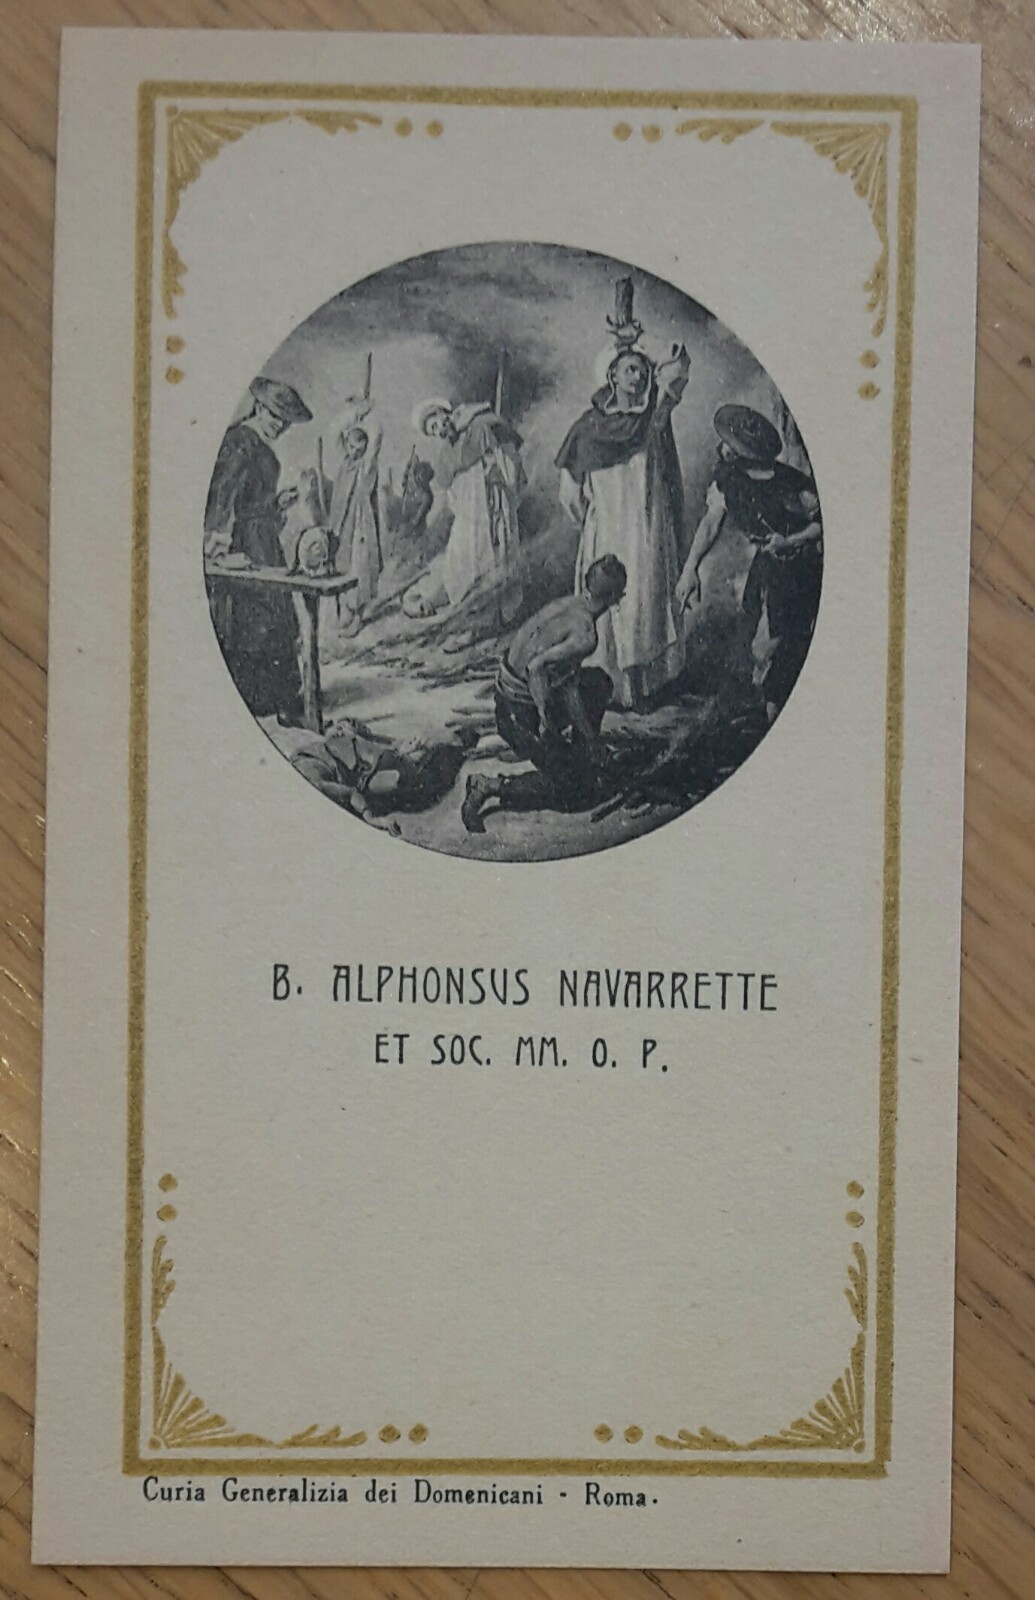 B. ALPHONSUS NAVARRETTE
ET SOC. MM. O. P.
Curia Generalizia dei Domenicani - Roma.